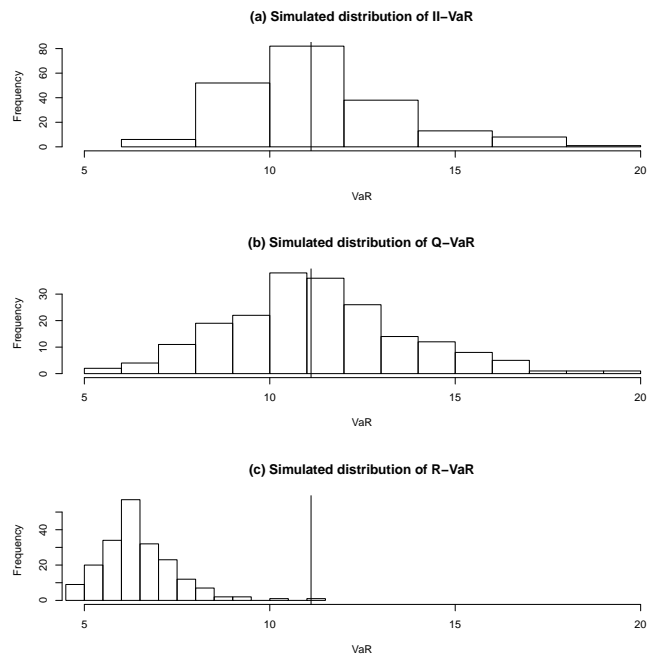 (a) Simulated distribution of II−VaR
Frequency
80
60
40
20
0
5 10 15 20
VaR
(b) Simulated distribution of Q−VaR
Frequency
30
20
10
0
5 10 15 20
VaR
(c) Simulated distribution of R−VaR
Frequency
40
20
0
5 10 15 20
VaR